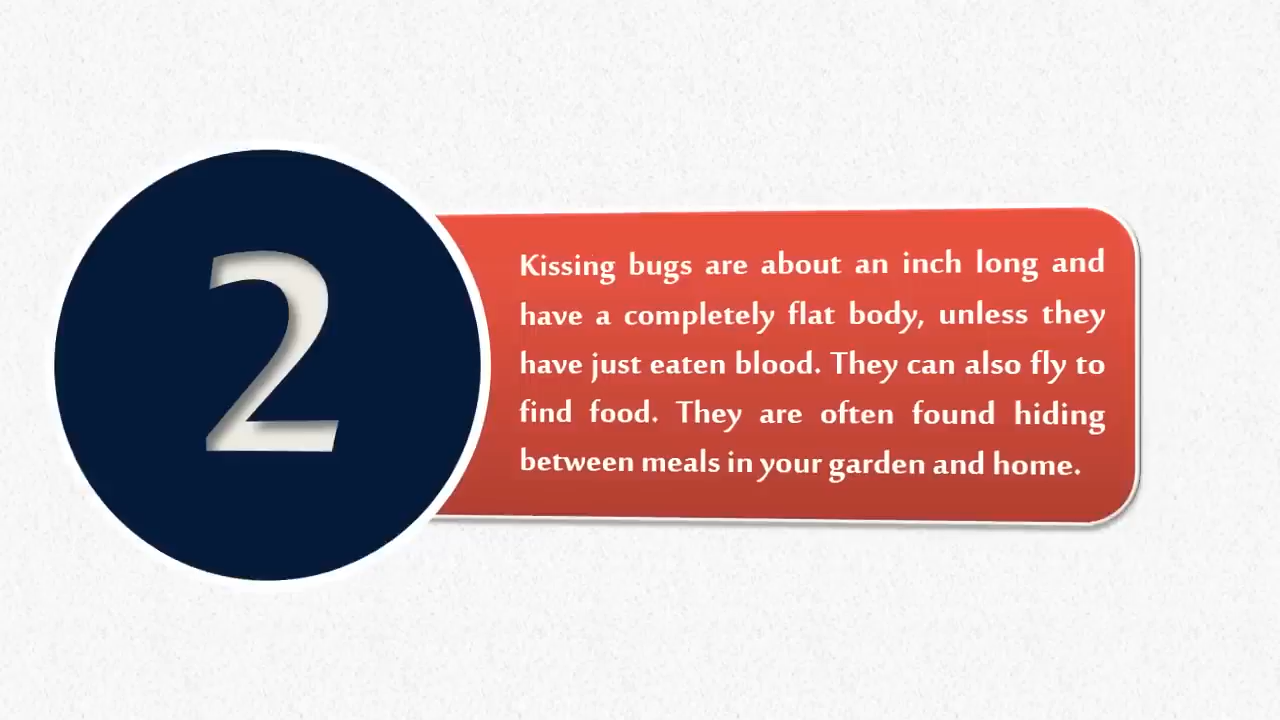 2
Kissing bugs are about an inch long and
have a completely flat body, unless they
have just eaten blood. They can also fly to
find food. They are often found hiding
between meals in your garden and home.